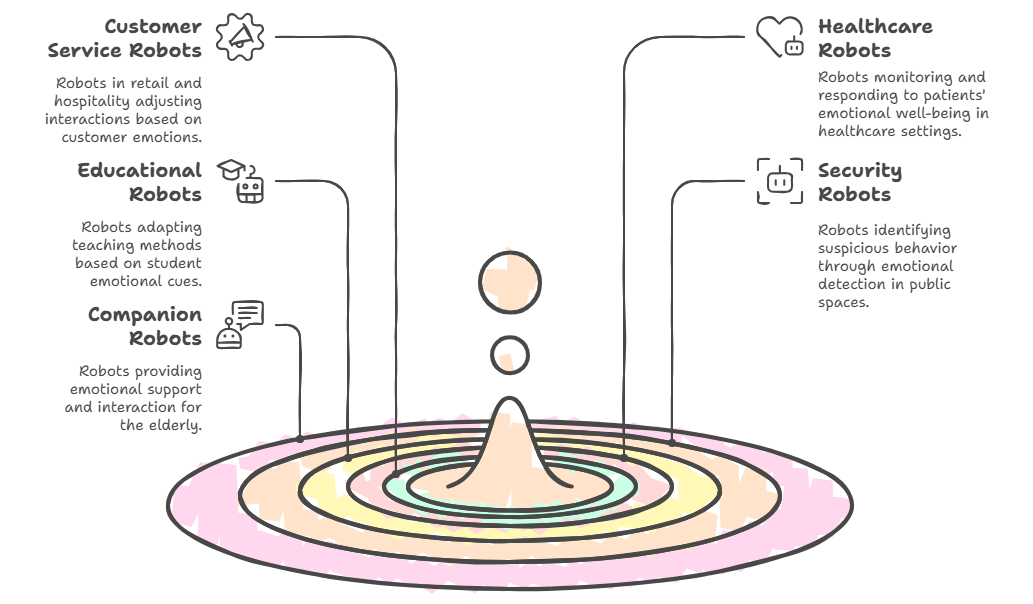 Customer
Service Robots
Robots in retail and
hospitality adjusting
interactions based on
customer emotions.
Educational
Robots
Robots adapting
teaching methods
based on student
emotional cues.
Companion
Robots
Robots providing
emotional support
and interaction for
the elderly.
Healthcare
Robots
Robots monitoring and
responding to patients'
emotional well-being in
healthcare settings.
Security
Robots
Robots identifying
suspicious behavior
through emotional
detection in public
spaces.